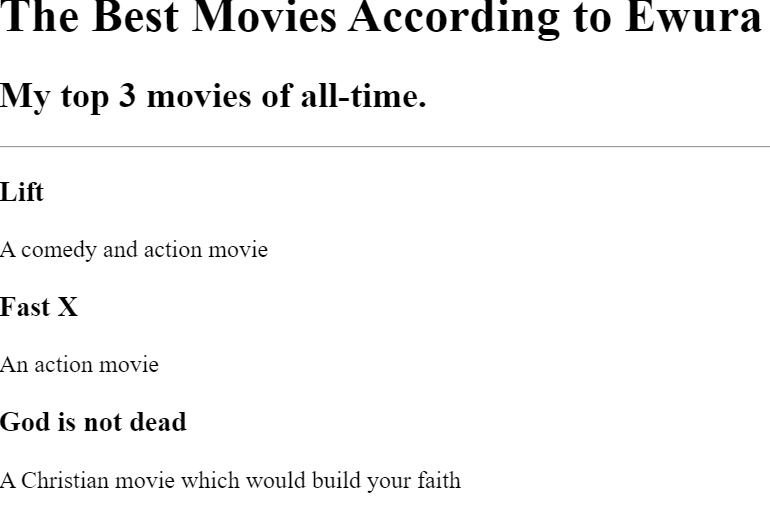 The Best Movies According to Ewura
My top 3 movies of all-time.
Lift
A comedy and action movie
Fast X
An action movie
God is not dead
A Christian movie which would build your faith